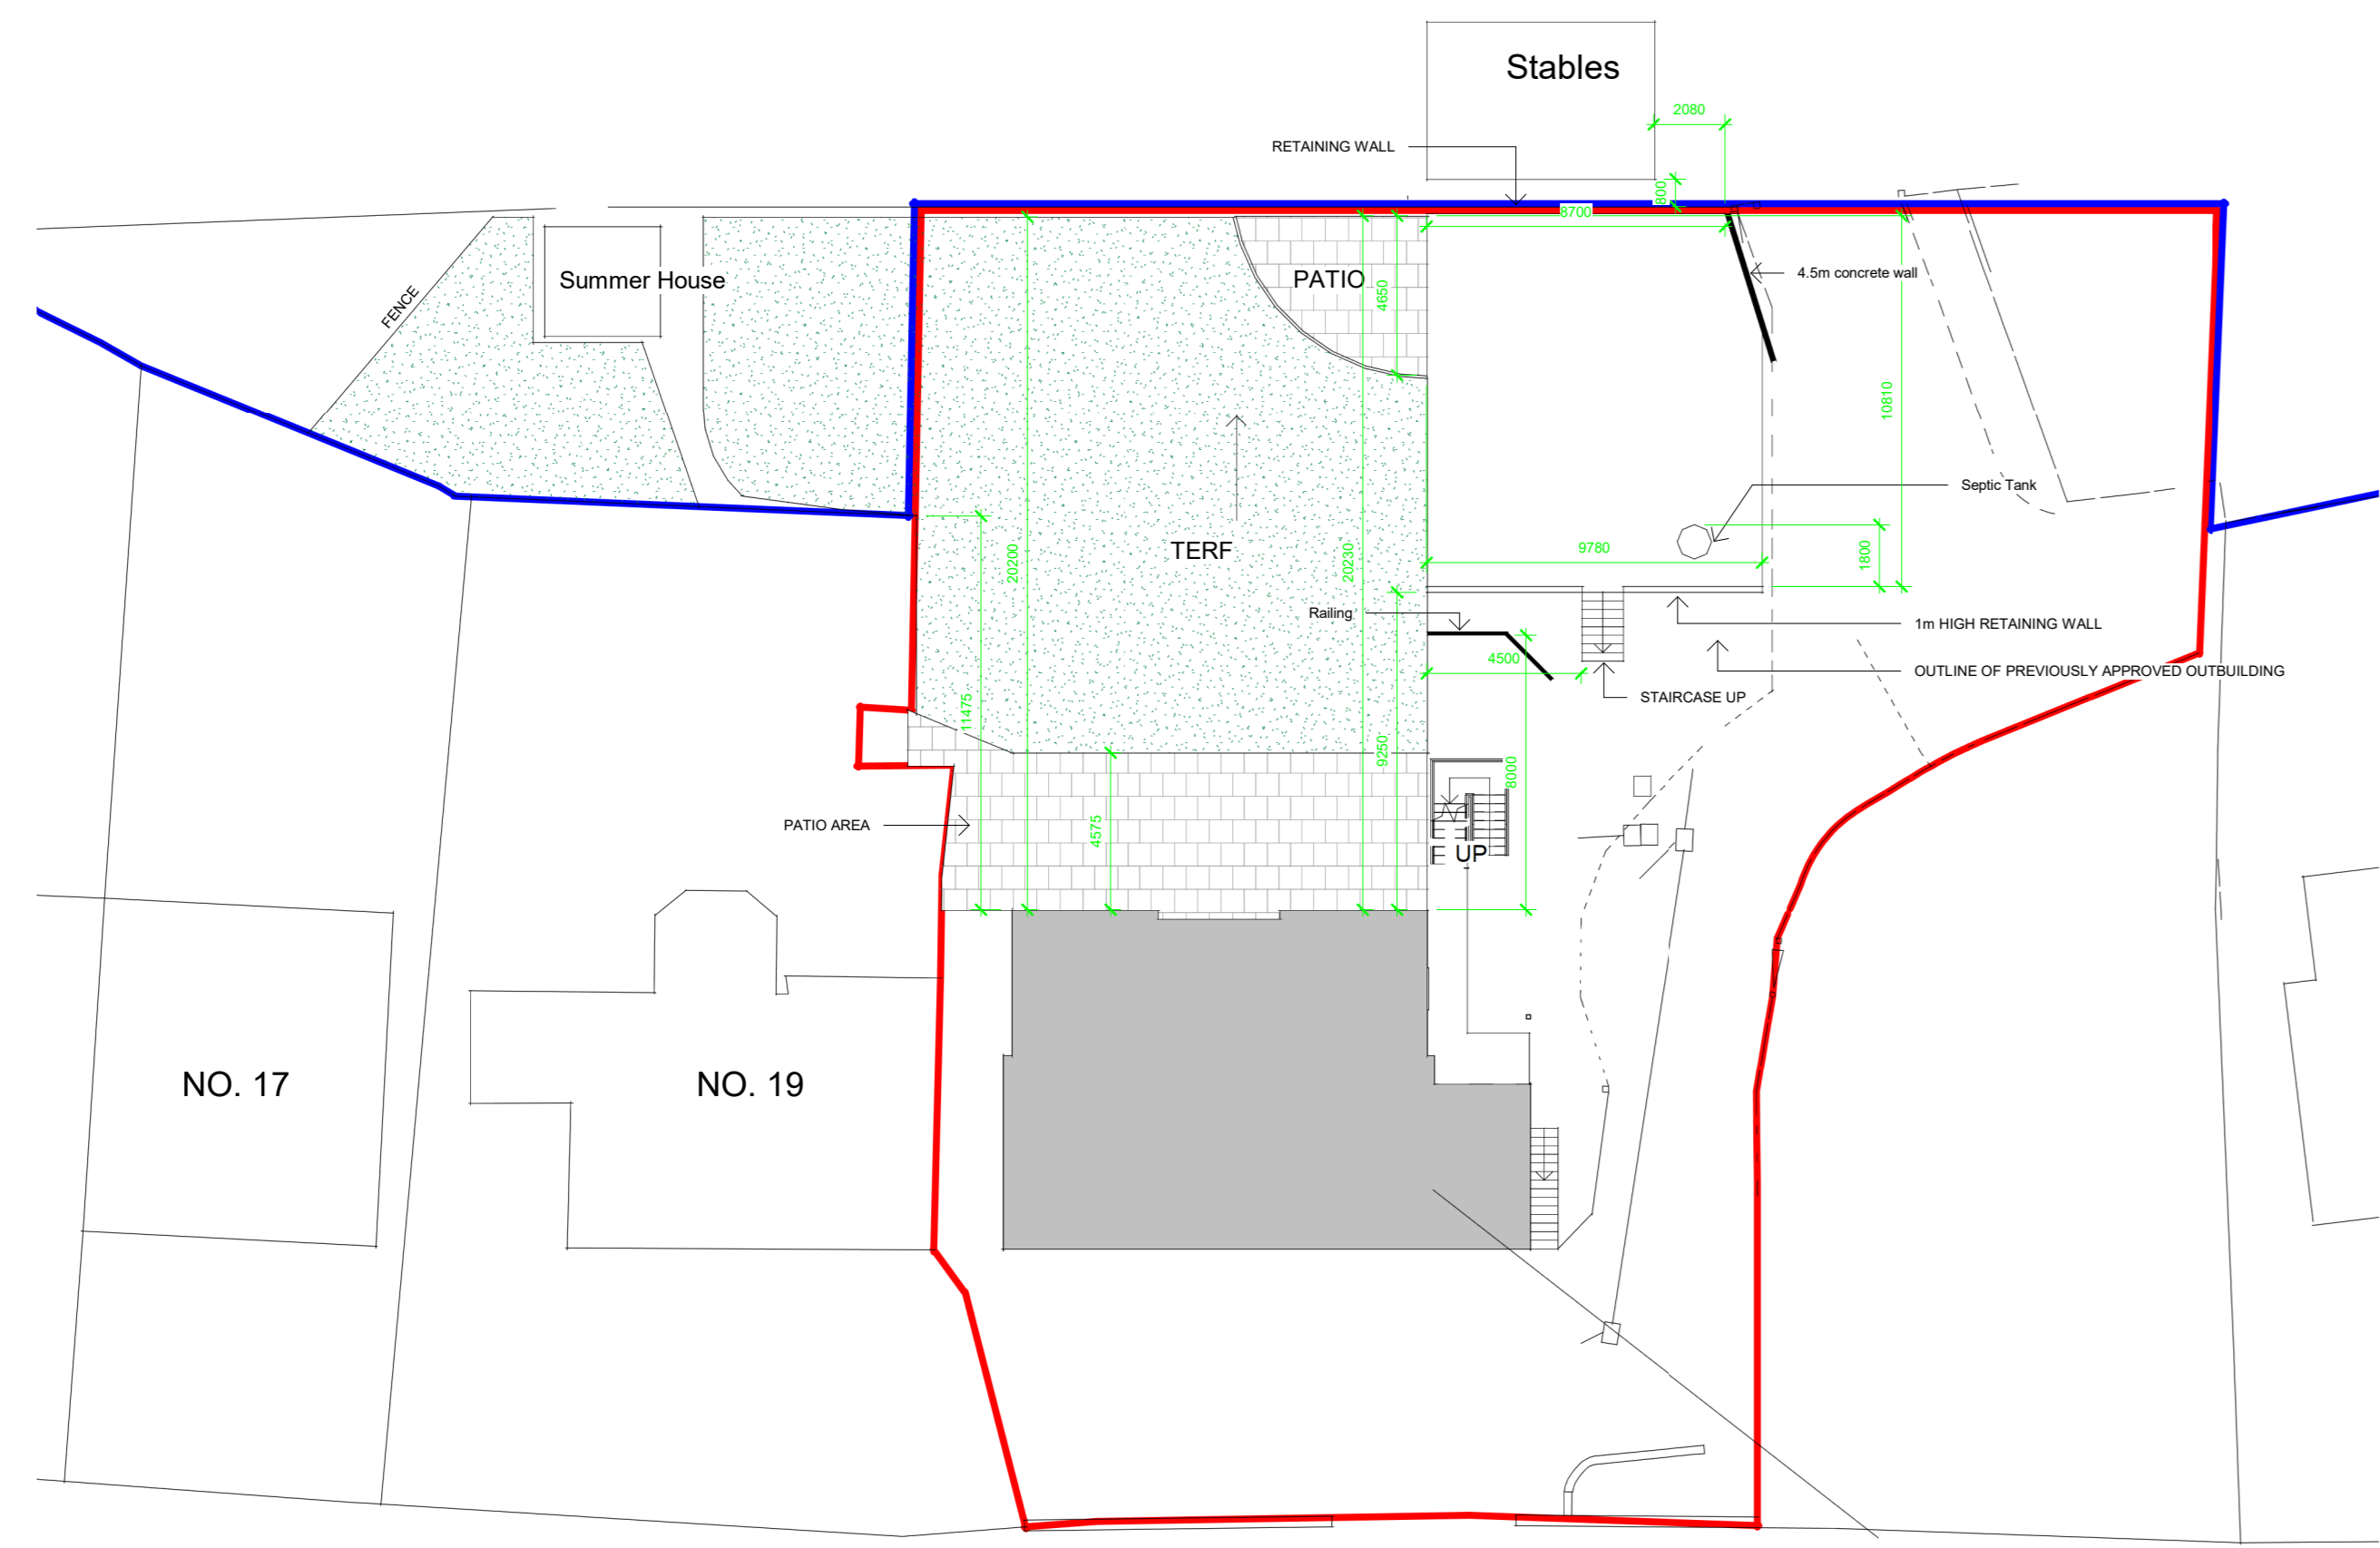 Stables
2080
RETAINING WALL
800
8700
Summer House
PATIO
4650
4.5m concrete wall
FENCE
10810
Septic Tank
TERF
20200
20230
9780
1800
Railing
1m HIGH RETAINING WALL
4500
OUTLINE OF PREVIOUSLY APPROVED OUTBUILDING
STAIRCASE UP
11475
9250
8000
PATIO AREA
4575
UP
NO. 17
NO. 19